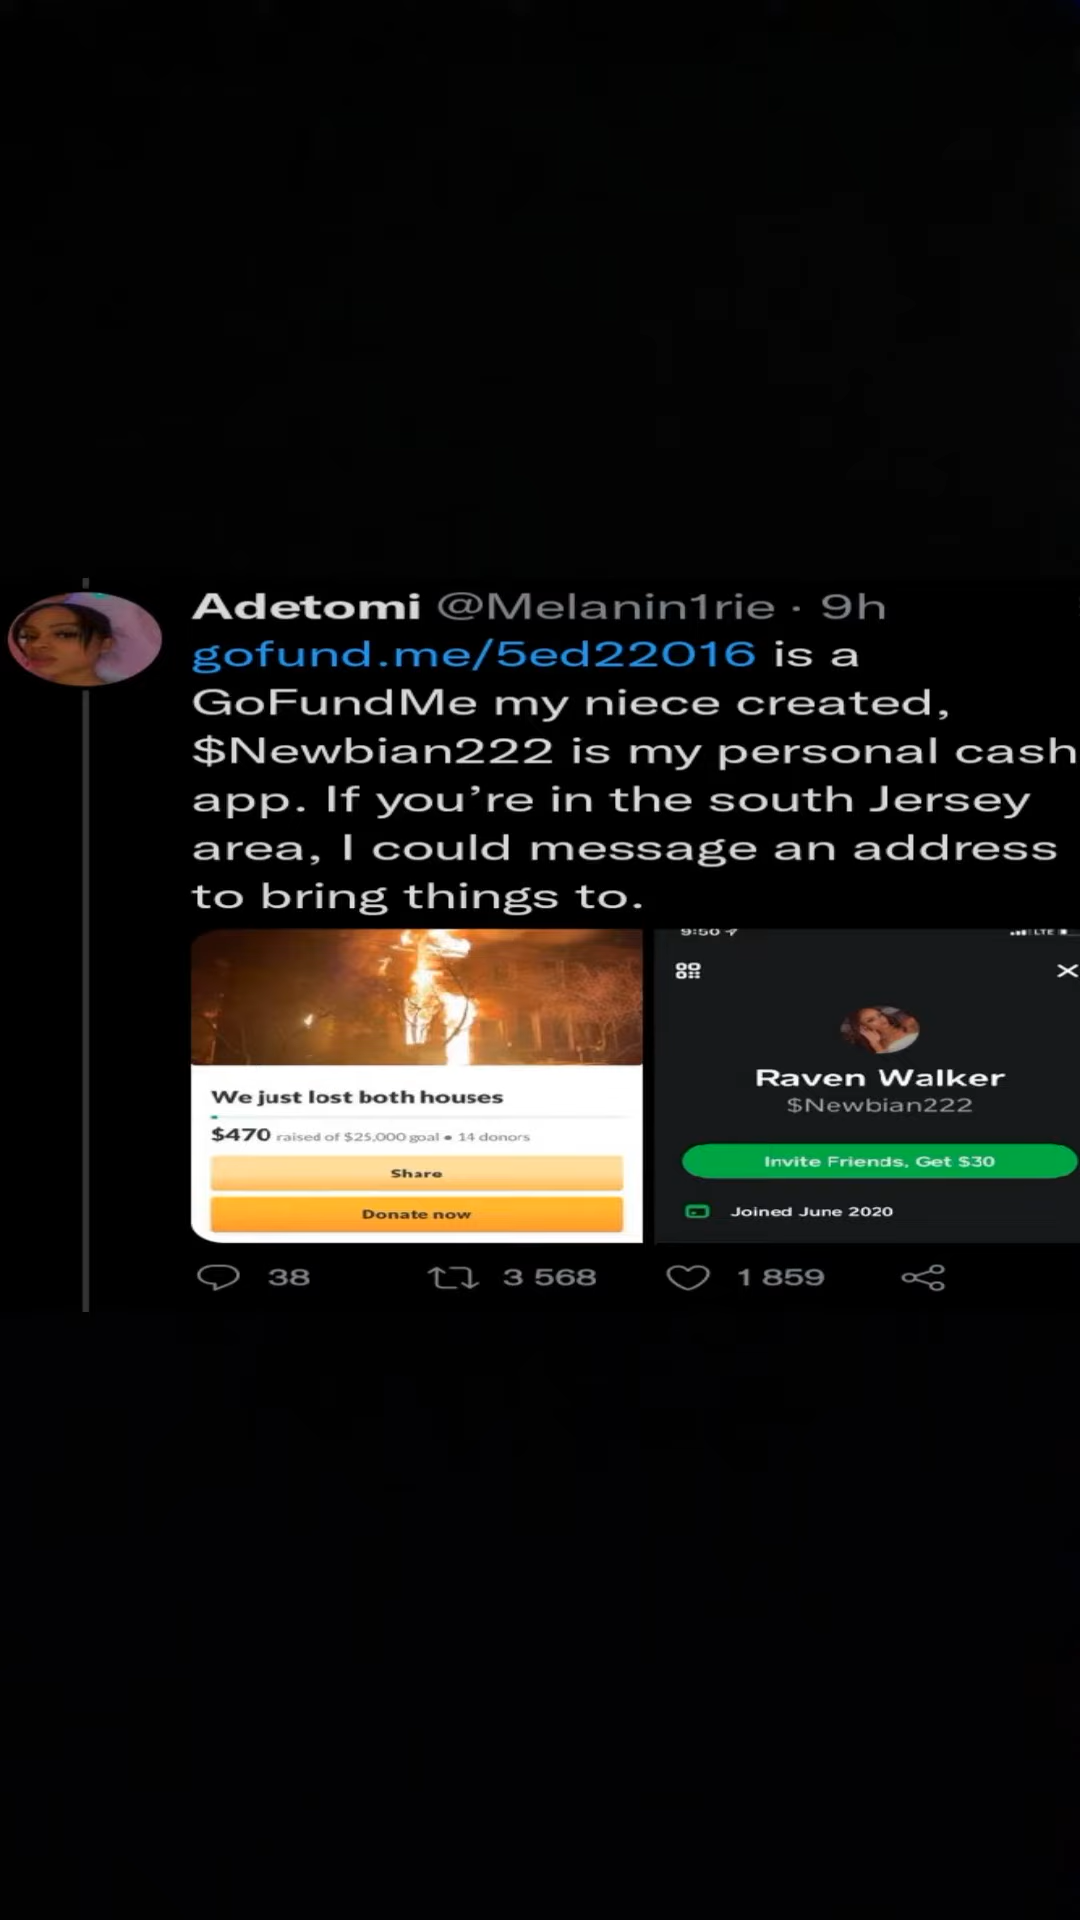 Adetomi @Melanin1rie · 9h
gofund.me/5ed22016 is a
GoFundMe my niece created,
$Newbian222 is my personal cash
app. If you’re in the south Jersey
area, I could message an address
to bring things to.
We just lost both houses
$470 raised of $25,000 goal • 14 donors
Share
Donate now
9:50
LTE
Raven Walker
$Newbian222
Invite Friends, Get $30
Joined June 2020
38 3 568 1 859